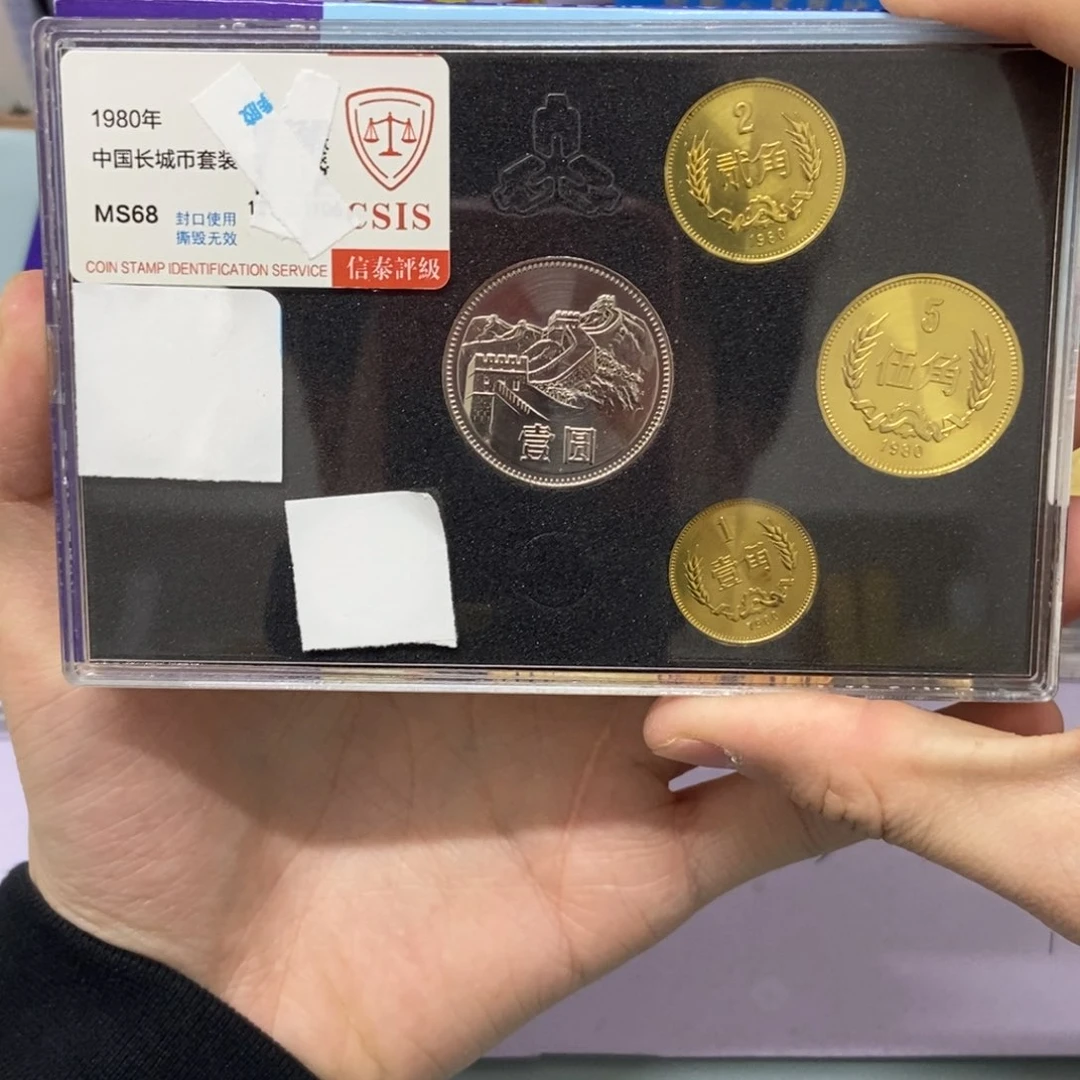 1980年
中国长城币套装
MS68
封口使用
撕毁无效
CSIS
COIN STAMP IDENTIFICATION SERVICE
信泰評級
2
贰角
1980
5
伍角
1980
壹圆
1
壹角
1980